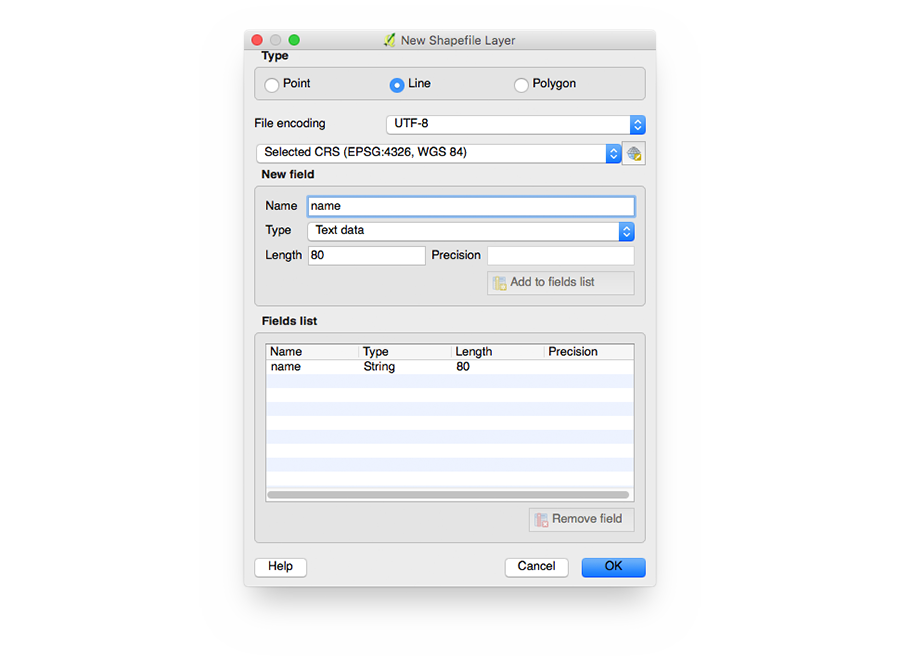 New Shapefile Layer
Type
Point Line Polygon
File encoding UTF-8
Selected CRS (EPSG:4326, WGS 84)
New field
Name name
Type Text data
Length 80 Precision
Add to fields list
Fields list
Name Type Length Precision
name String 80
Remove field
Help Cancel OK